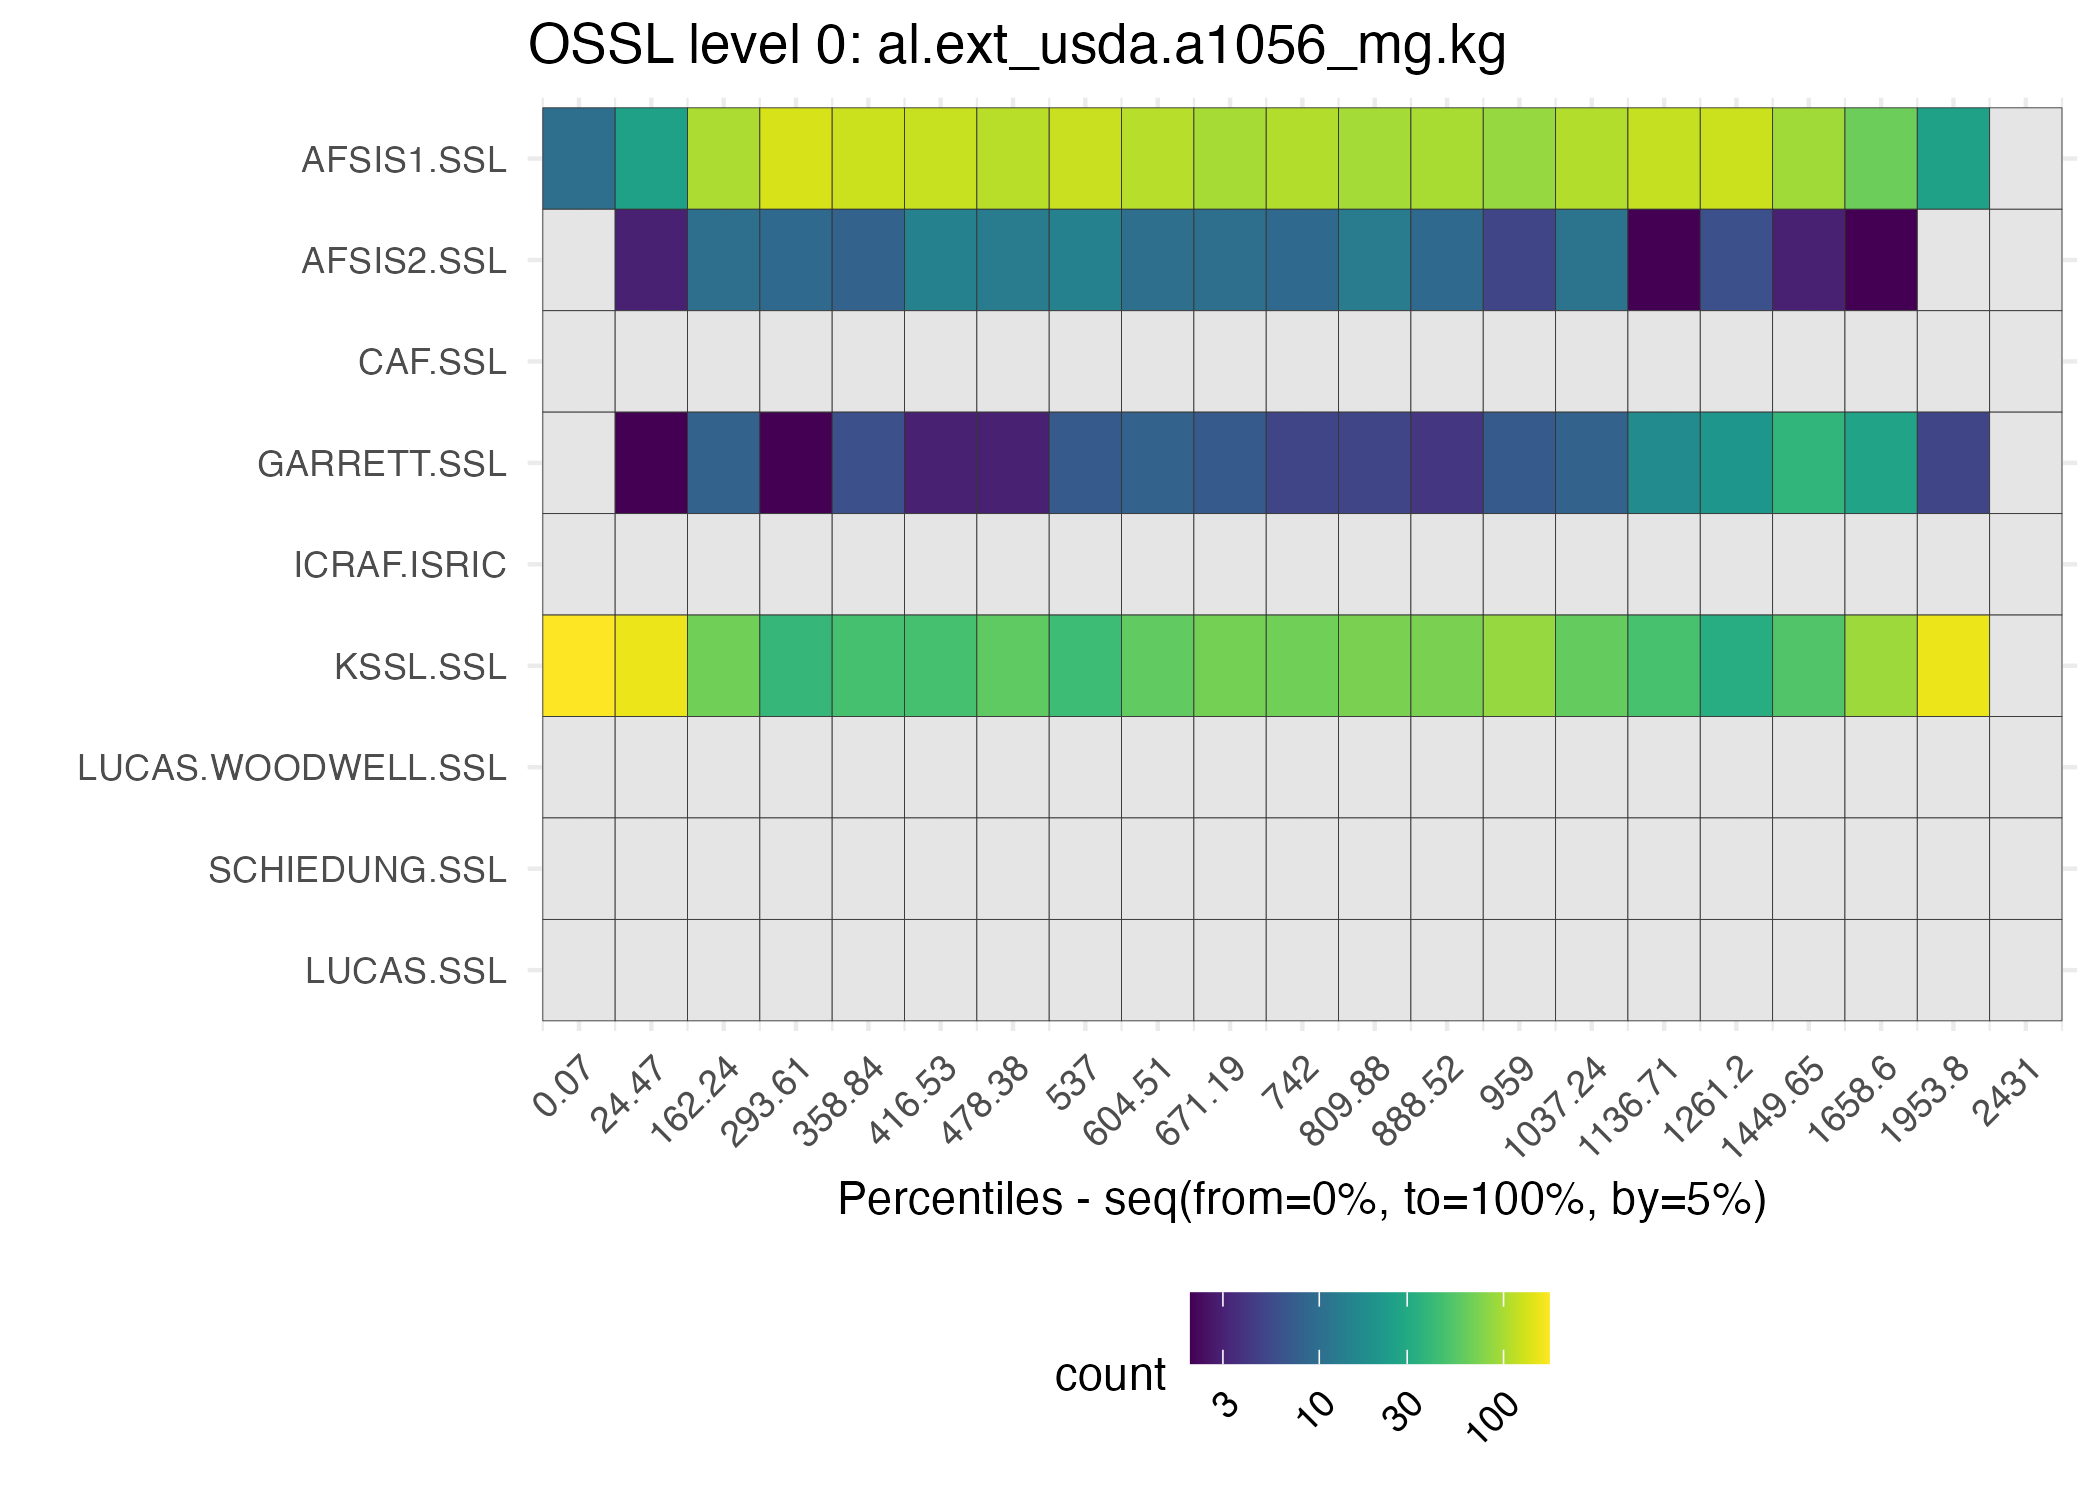 OSSL level 0: al.ext_usda.a1056_mg.kg
AFSIS1.SSL
AFSIS2.SSL
CAF.SSL
GARRETT.SSL
ICRAF.ISRIC
KSSL.SSL
LUCAS.WOODWELL.SSL
SCHIEDUNG.SSL
LUCAS.SSL
0.07
24.47
162.24
293.61
358.84
416.53
478.38
537
604.51
671.19
742
809.88
888.52
959
1037.24
1136.71
1261.2
1449.65
1658.6
1953.8
2431
Percentiles - seq(from=0%, to=100%, by=5%)
count
3
10
30
100